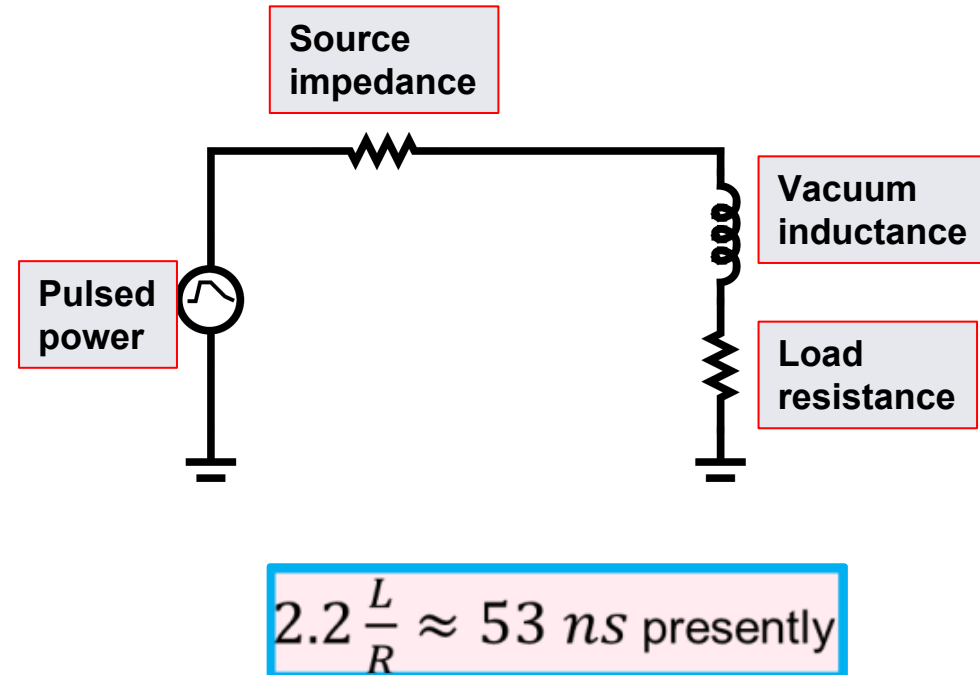 Source
impedance
Vacuum
inductance
Pulsed
power
Load
resistance
2.2 L/R ≈ 53 ns presently